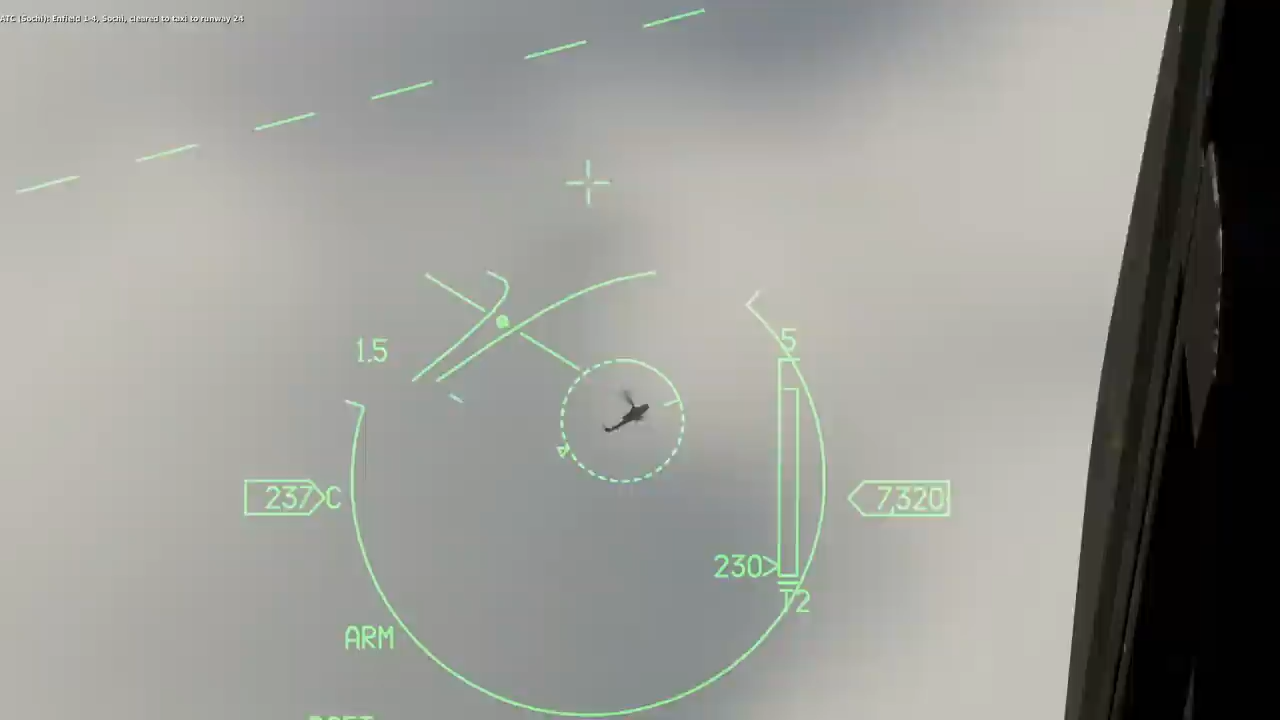 ATC (Sochi): Enfield 1-4, Sochi, cleared to taxi to runway 24
1.5
5
237 C
7,320
230
T2
ARM